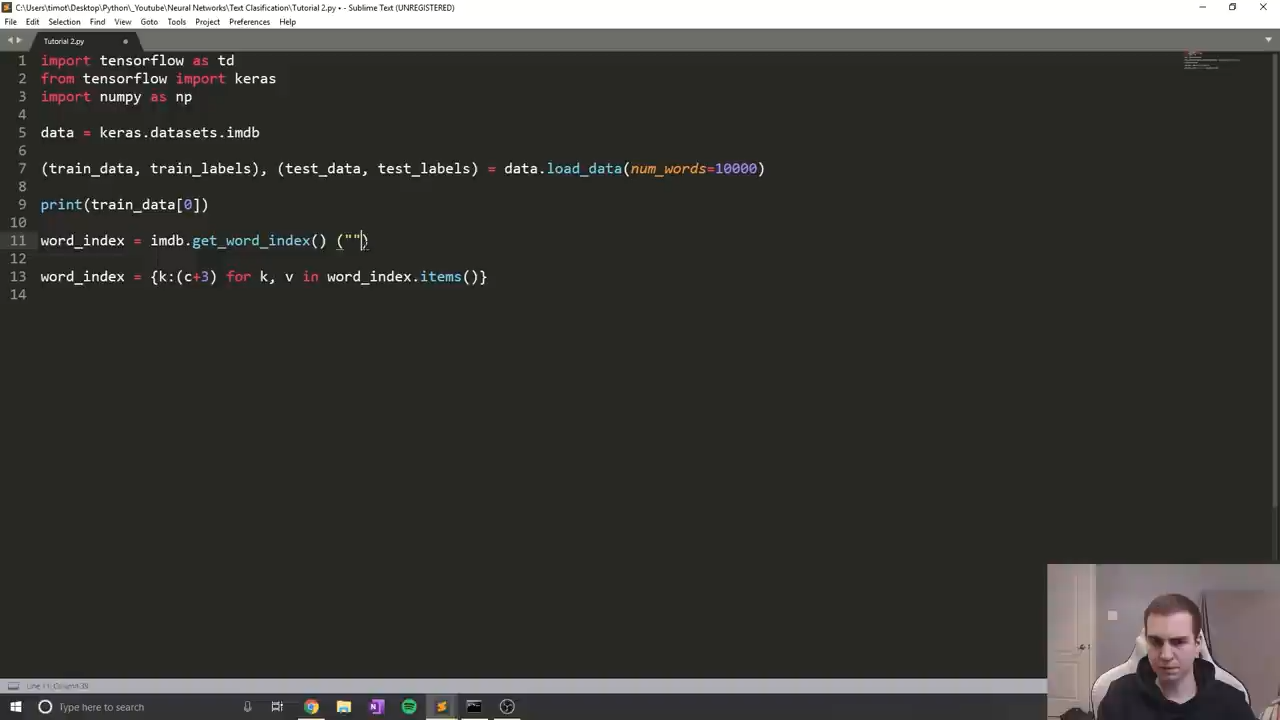 C:\Users\timot\Desktop\Python\_Youtube\Neural Networks\Text Clasification\Tutorial 2.py • - Sublime Text (UNREGISTERED)
File Edit Selection Find View Goto Tools Project Preferences Help
Tutorial 2.py
1 import tensorflow as td
2 from tensorflow import keras
3 import numpy as np
4
5 data = keras.datasets.imdb
6
7 (train_data, train_labels), (test_data, test_labels) = data.load_data(num_words=10000)
8
9 print(train_data[0])
10
11 word_index = imdb.get_word_index() ("")
12
13 word_index = {k:(c+3) for k, v in word_index.items()}
14
Line 11, Column 39
Type here to search